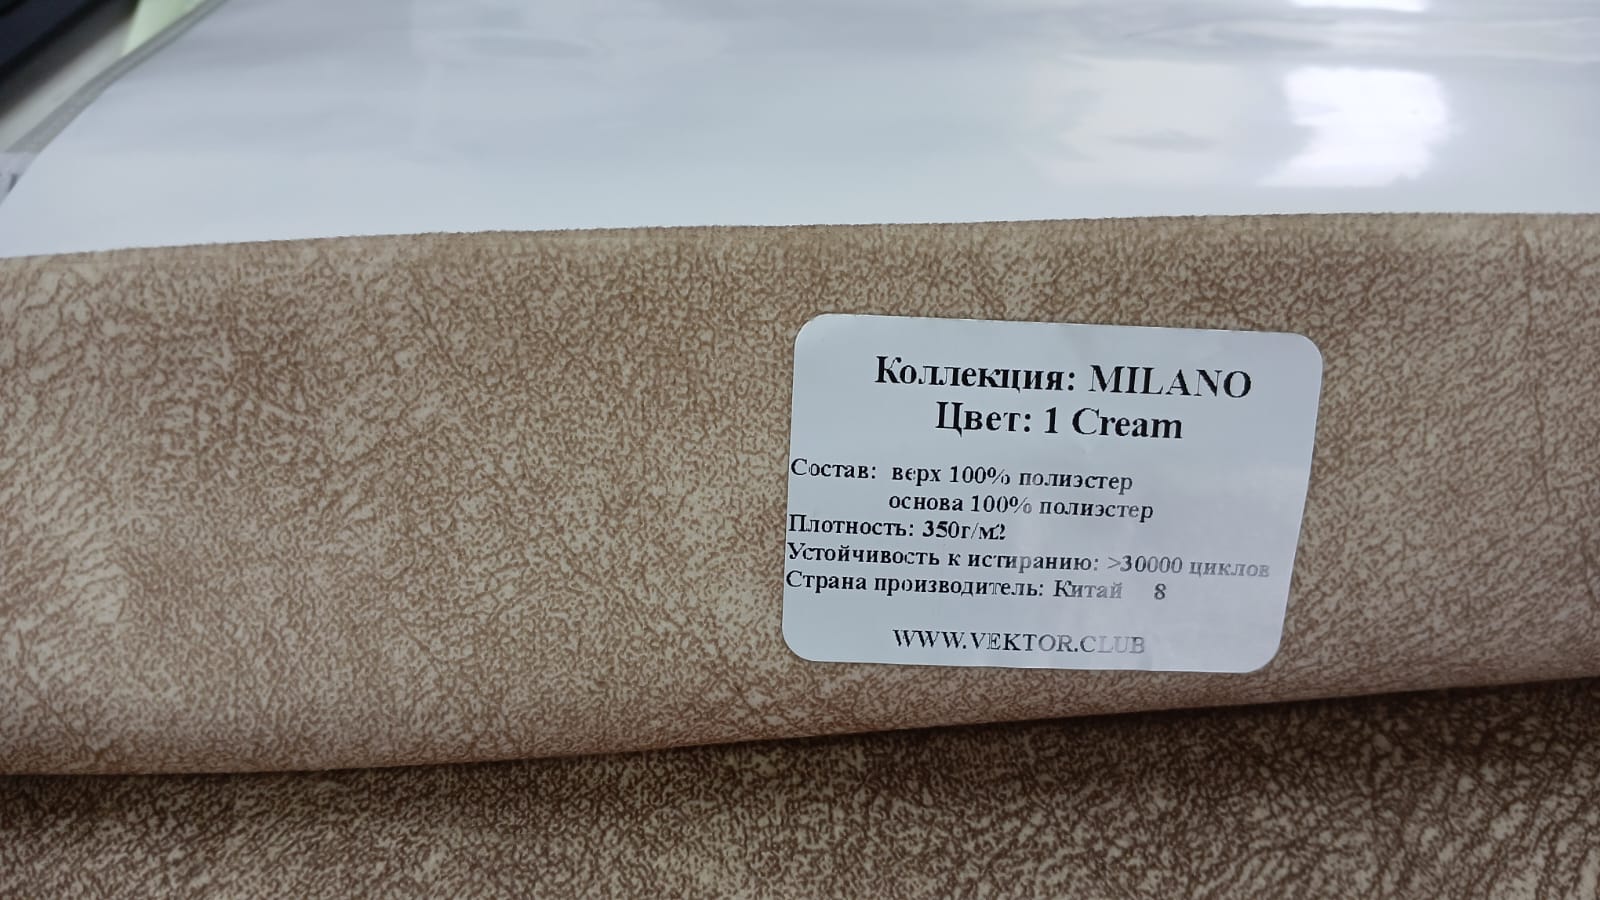 Коллекция: MILANO
Цвет: 1 Cream
Состав: верх 100% полиэстер
основа 100% полиэстер
Плотность: 350г/м2
Устойчивость к истиранию: >30000 циклов
Страна производитель: Китай 8
WWW.VEKTOR.CLUB